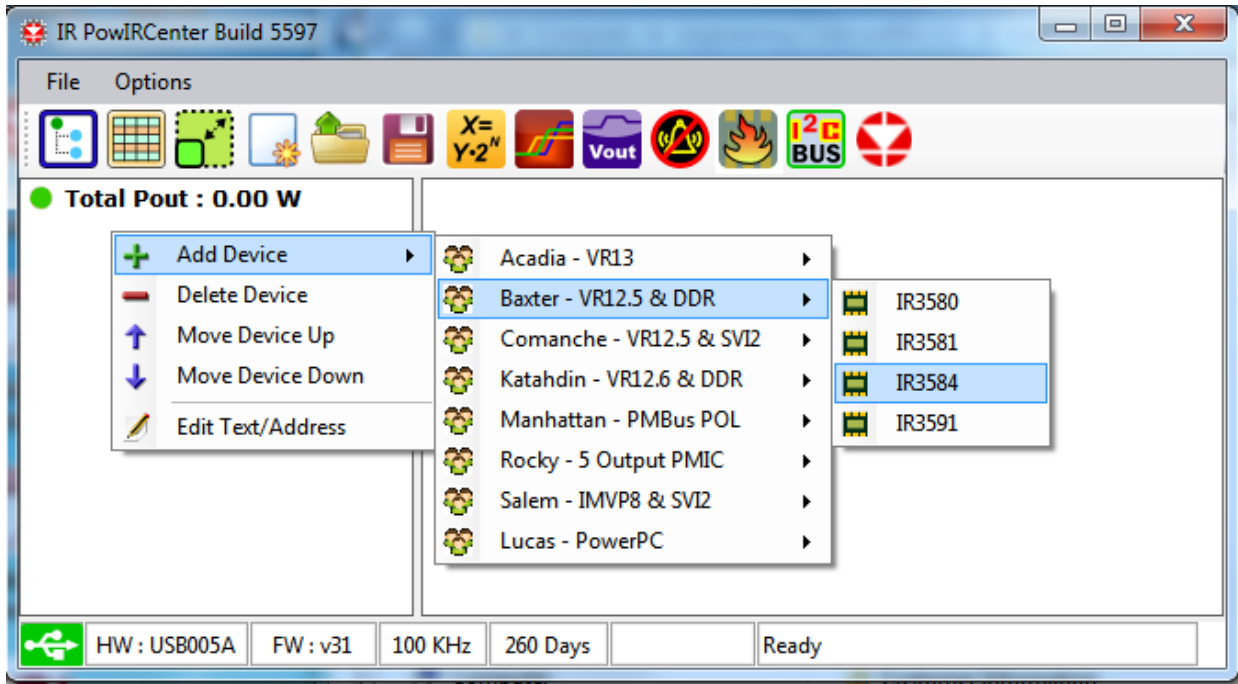 IR PowIRCenter Build 5597
File Options
X=
Y·2ᴺ
Vout
I²C
BUS
Total Pout : 0.00 W
Add Device
Delete Device
Move Device Up
Move Device Down
Edit Text/Address
Acadia - VR13
Baxter - VR12.5 & DDR
Comanche - VR12.5 & SVI2
Katahdin - VR12.6 & DDR
Manhattan - PMBus POL
Rocky - 5 Output PMIC
Salem - IMVP8 & SVI2
Lucas - PowerPC
IR3580
IR3581
IR3584
IR3591
HW : USB005A FW : v31 100 KHz 260 Days Ready